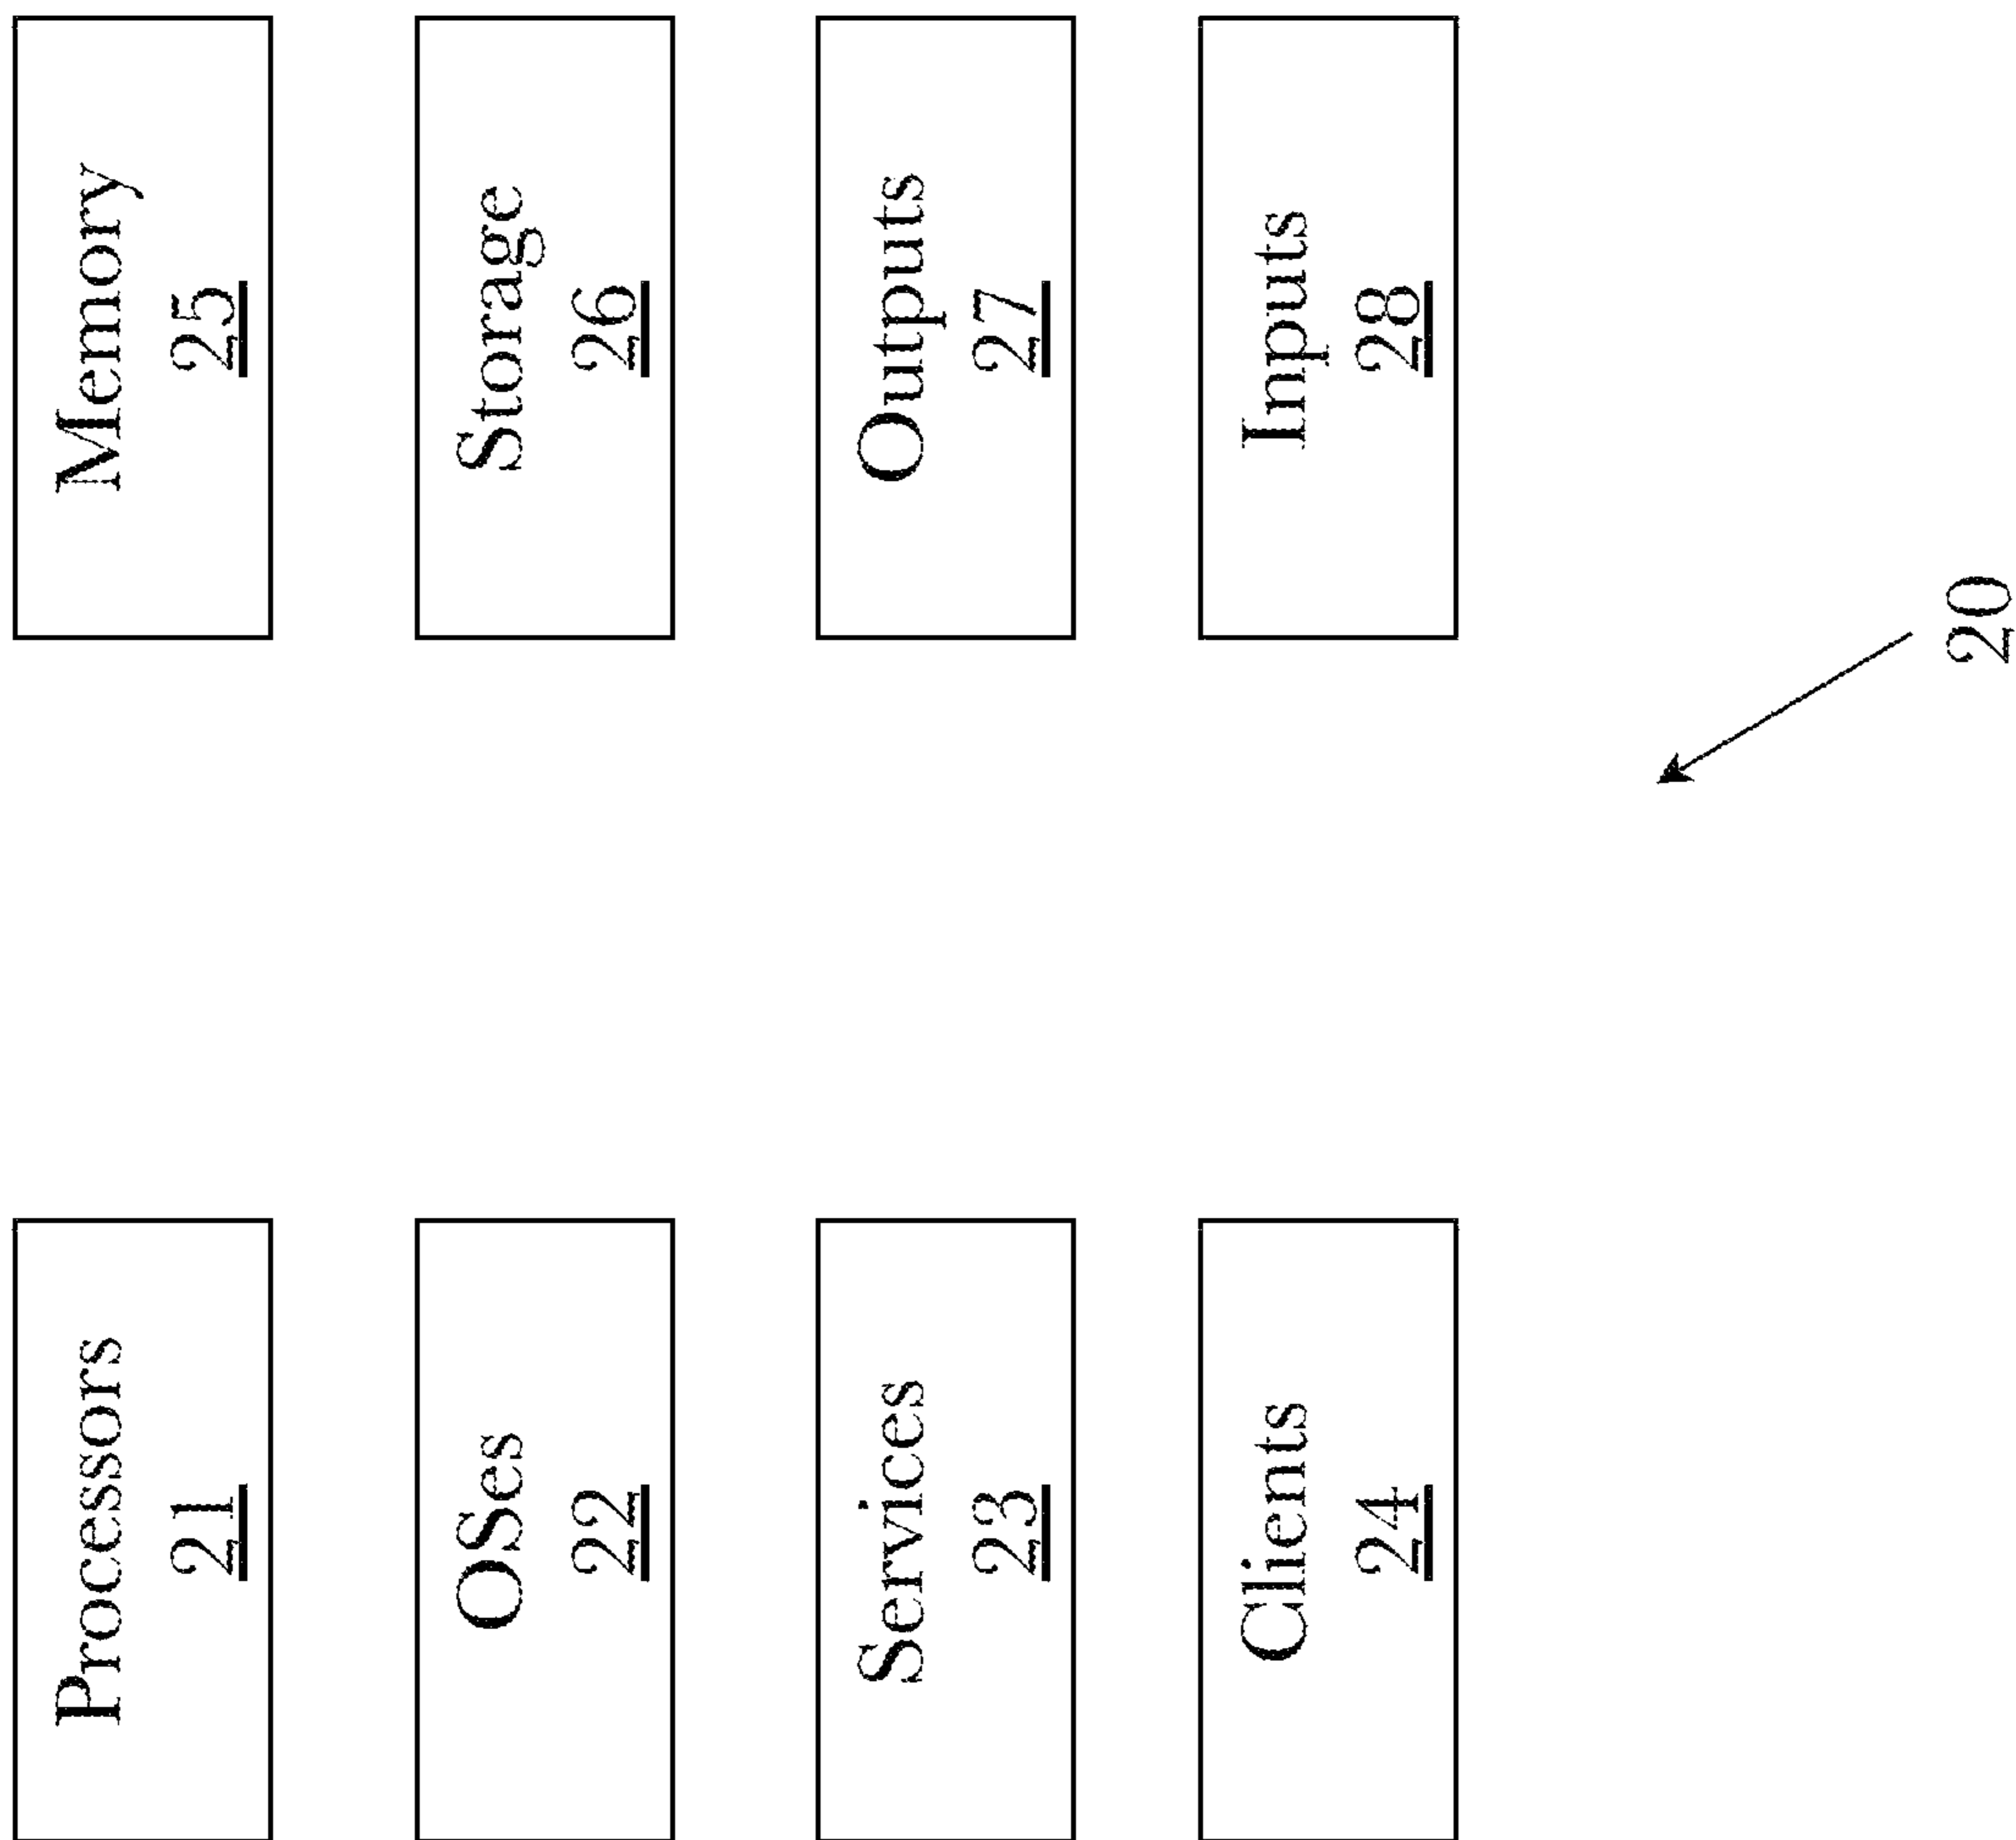 Processors
21
Memory
25
OSes
22
Storage
26
Services
23
Outputs
27
Clients
24
Inputs
28
20